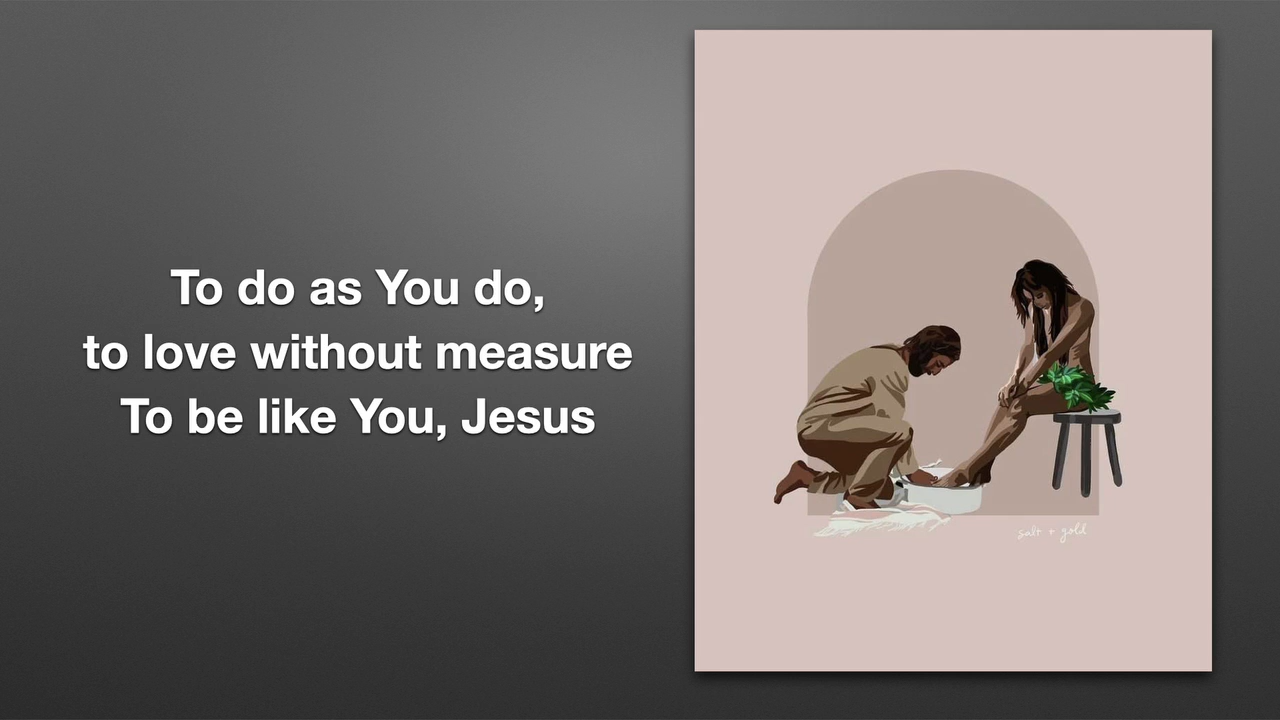 To do as You do,
to love without measure
To be like You, Jesus
salt + gold